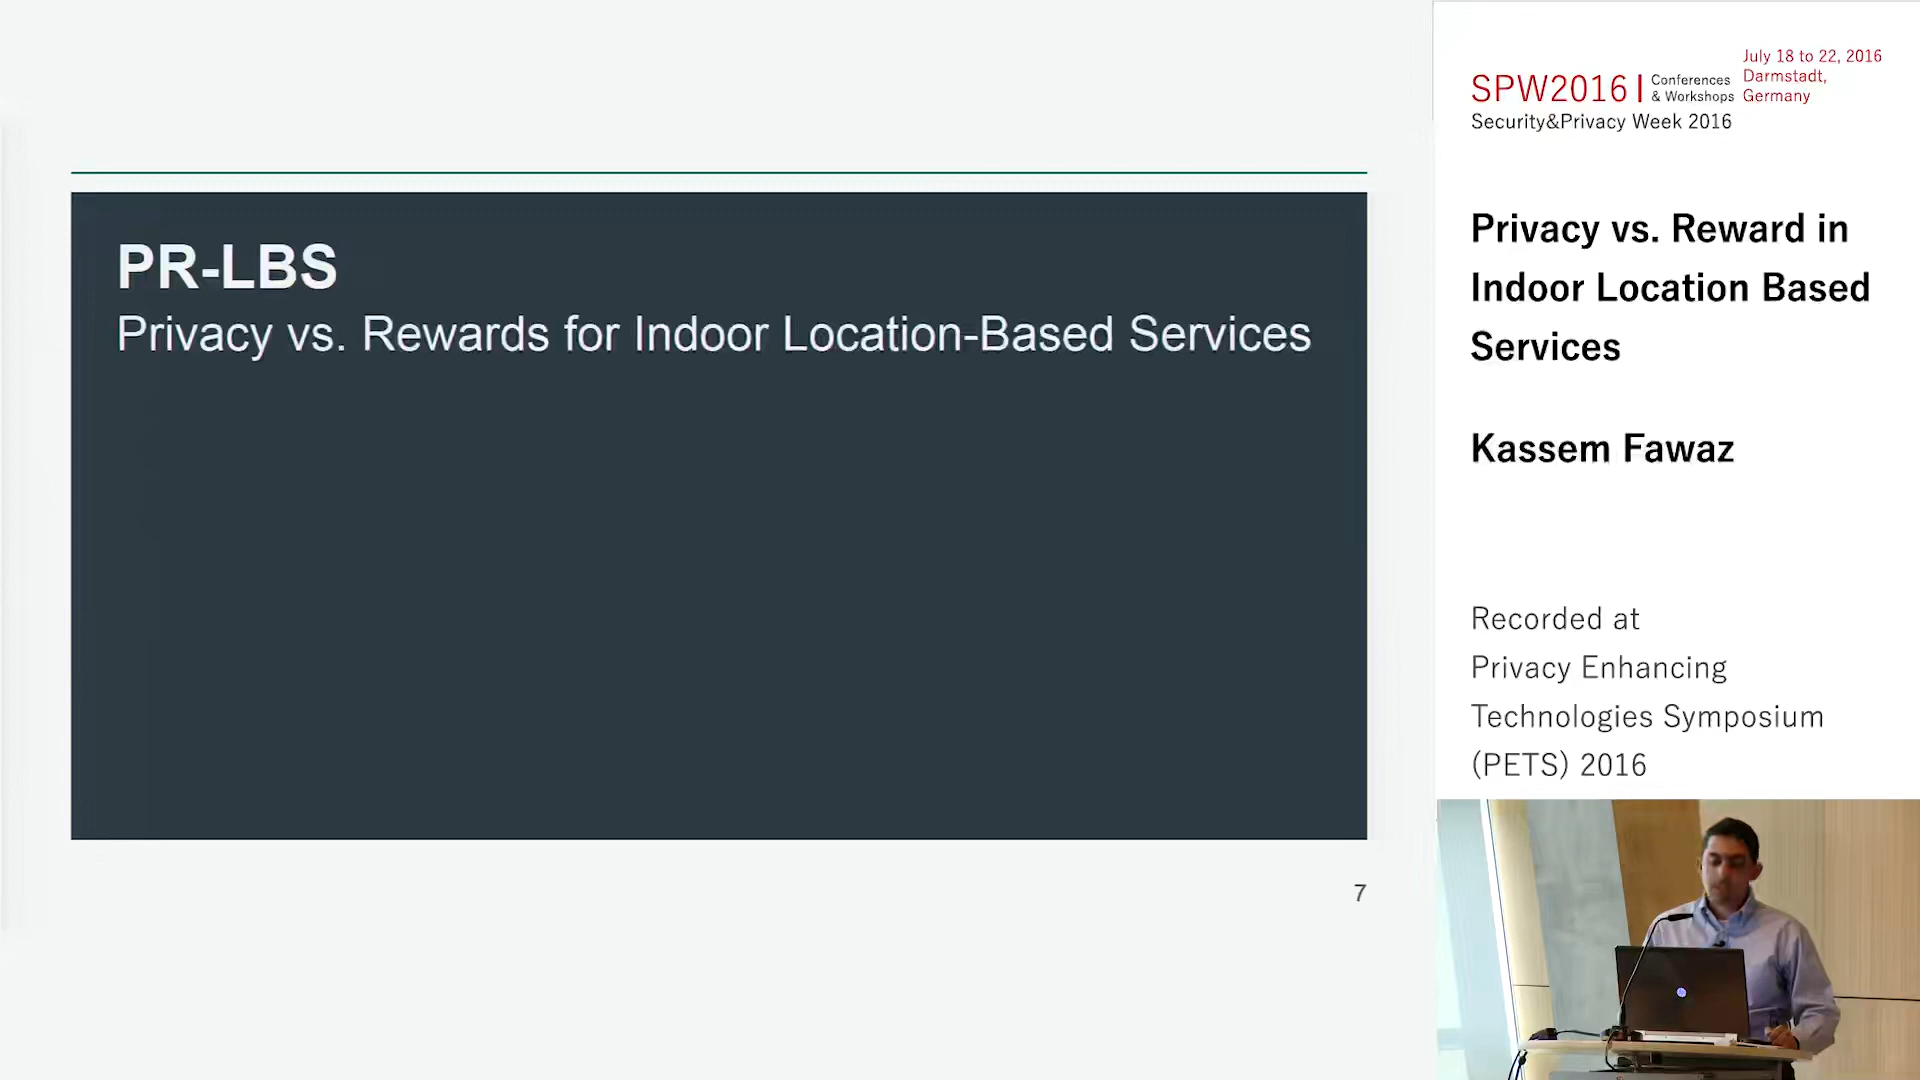 PR-LBS
Privacy vs. Rewards for Indoor Location-Based Services
7
SPW2016 | Conferences & Workshops
July 18 to 22, 2016
Darmstadt,
Germany
Security&Privacy Week 2016
Privacy vs. Reward in
Indoor Location Based
Services
Kassem Fawaz
Recorded at
Privacy Enhancing
Technologies Symposium
(PETS) 2016